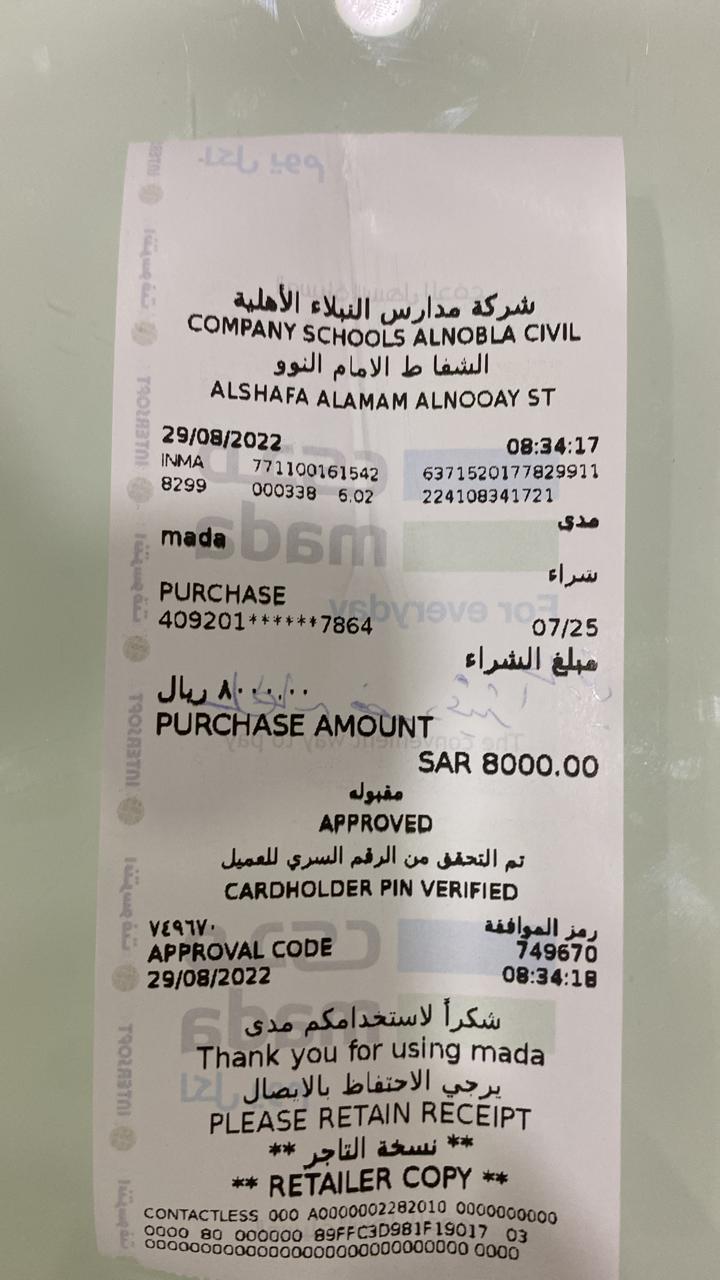 شركة مدارس النبلاء الأهلية
COMPANY SCHOOLS ALNOBLA CIVIL
الشفا ط الامام النوو
ALSHAFA ALAMAM ALNOOAY ST
29/08/2022 08:34:17
INMA 771100161542 6371520177829911
8299 000338 6.02 224108341721
مدى
mada
شراء
PURCHASE
409201******7864 07/25
مبلغ الشراء
٨٠٠٠.٠٠ ريال
PURCHASE AMOUNT
SAR 8000.00
مقبوله
APPROVED
تم التحقق من الرقم السري للعميل
CARDHOLDER PIN VERIFIED
رمز الموافقة ٧٤٩٦٧٠
APPROVAL CODE 749670
29/08/2022 08:34:18
شكراً لاستخدامكم مدى
Thank you for using mada
يرجي الاحتفاظ بالايصال
PLEASE RETAIN RECEIPT
** نسخة التاجر **
** RETAILER COPY **
CONTACTLESS 000 A0000002282010 0000000000
0000 80 000000 89FFC3D981F19017 03